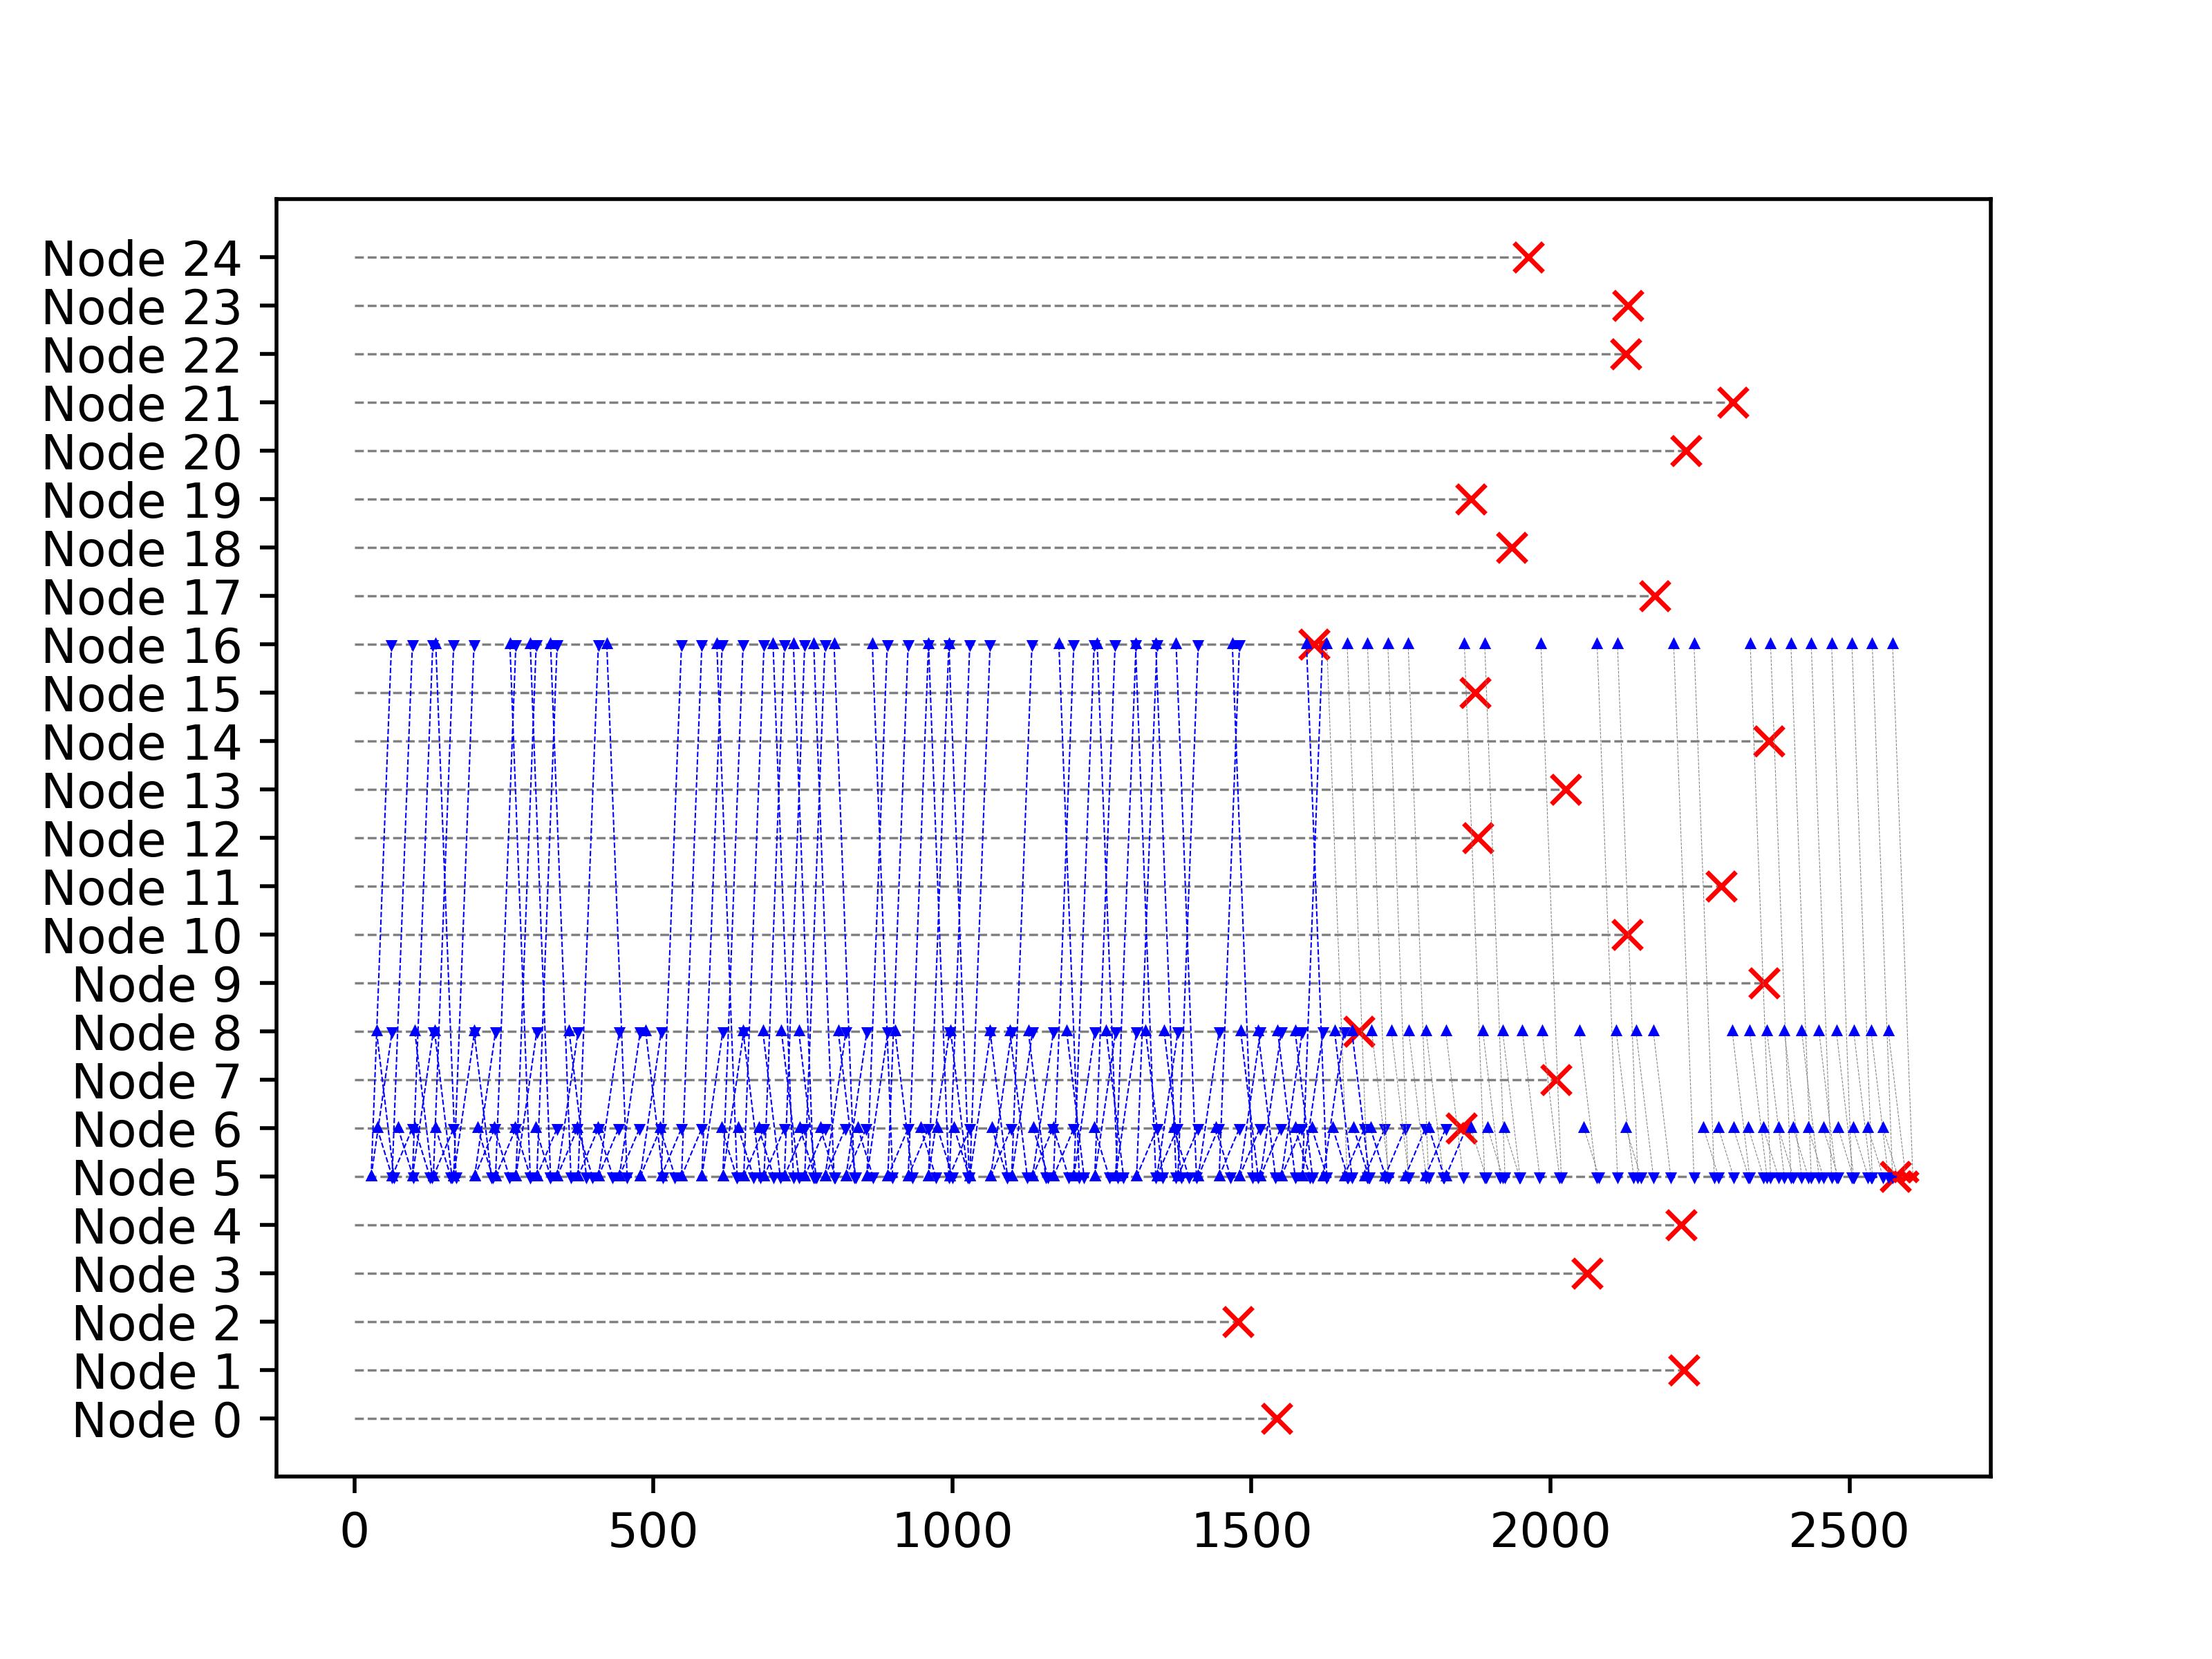 Node 24
Node 23
Node 22
Node 21
Node 20
Node 19
Node 18
Node 17
Node 16
Node 15
Node 14
Node 13
Node 12
Node 11
Node 10
Node 9
Node 8
Node 7
Node 6
Node 5
Node 4
Node 3
Node 2
Node 1
Node 0
0 500 1000 1500 2000 2500